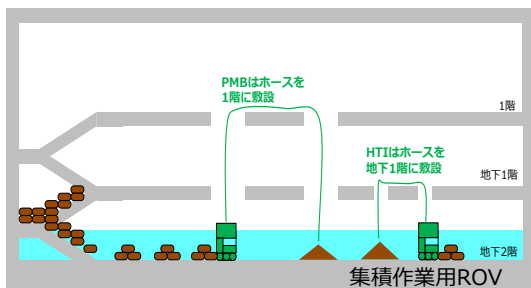 PMBはホースを
1階に敷設
1階
HTIはホースを
地下1階に敷設
地下1階
地下2階
集積作業用ROV